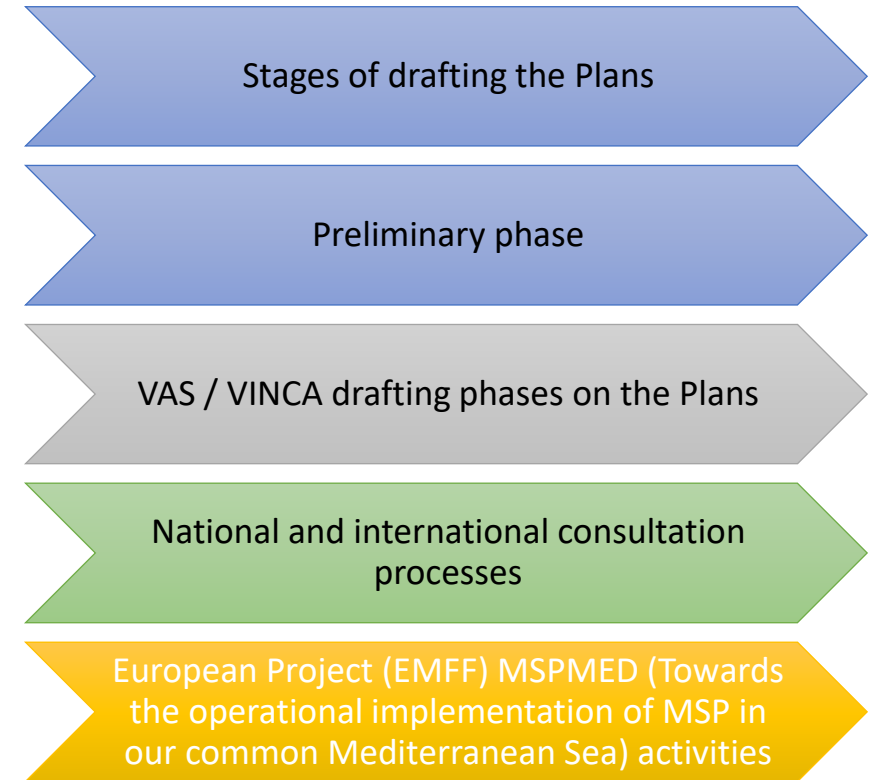 Stages of drafting the Plans
Preliminary phase
VAS / VINCA drafting phases on the Plans
National and international consultation
processes
European Project (EMFF) MSPMED (Towards
the operational implementation of MSP in
our common Mediterranean Sea) activities